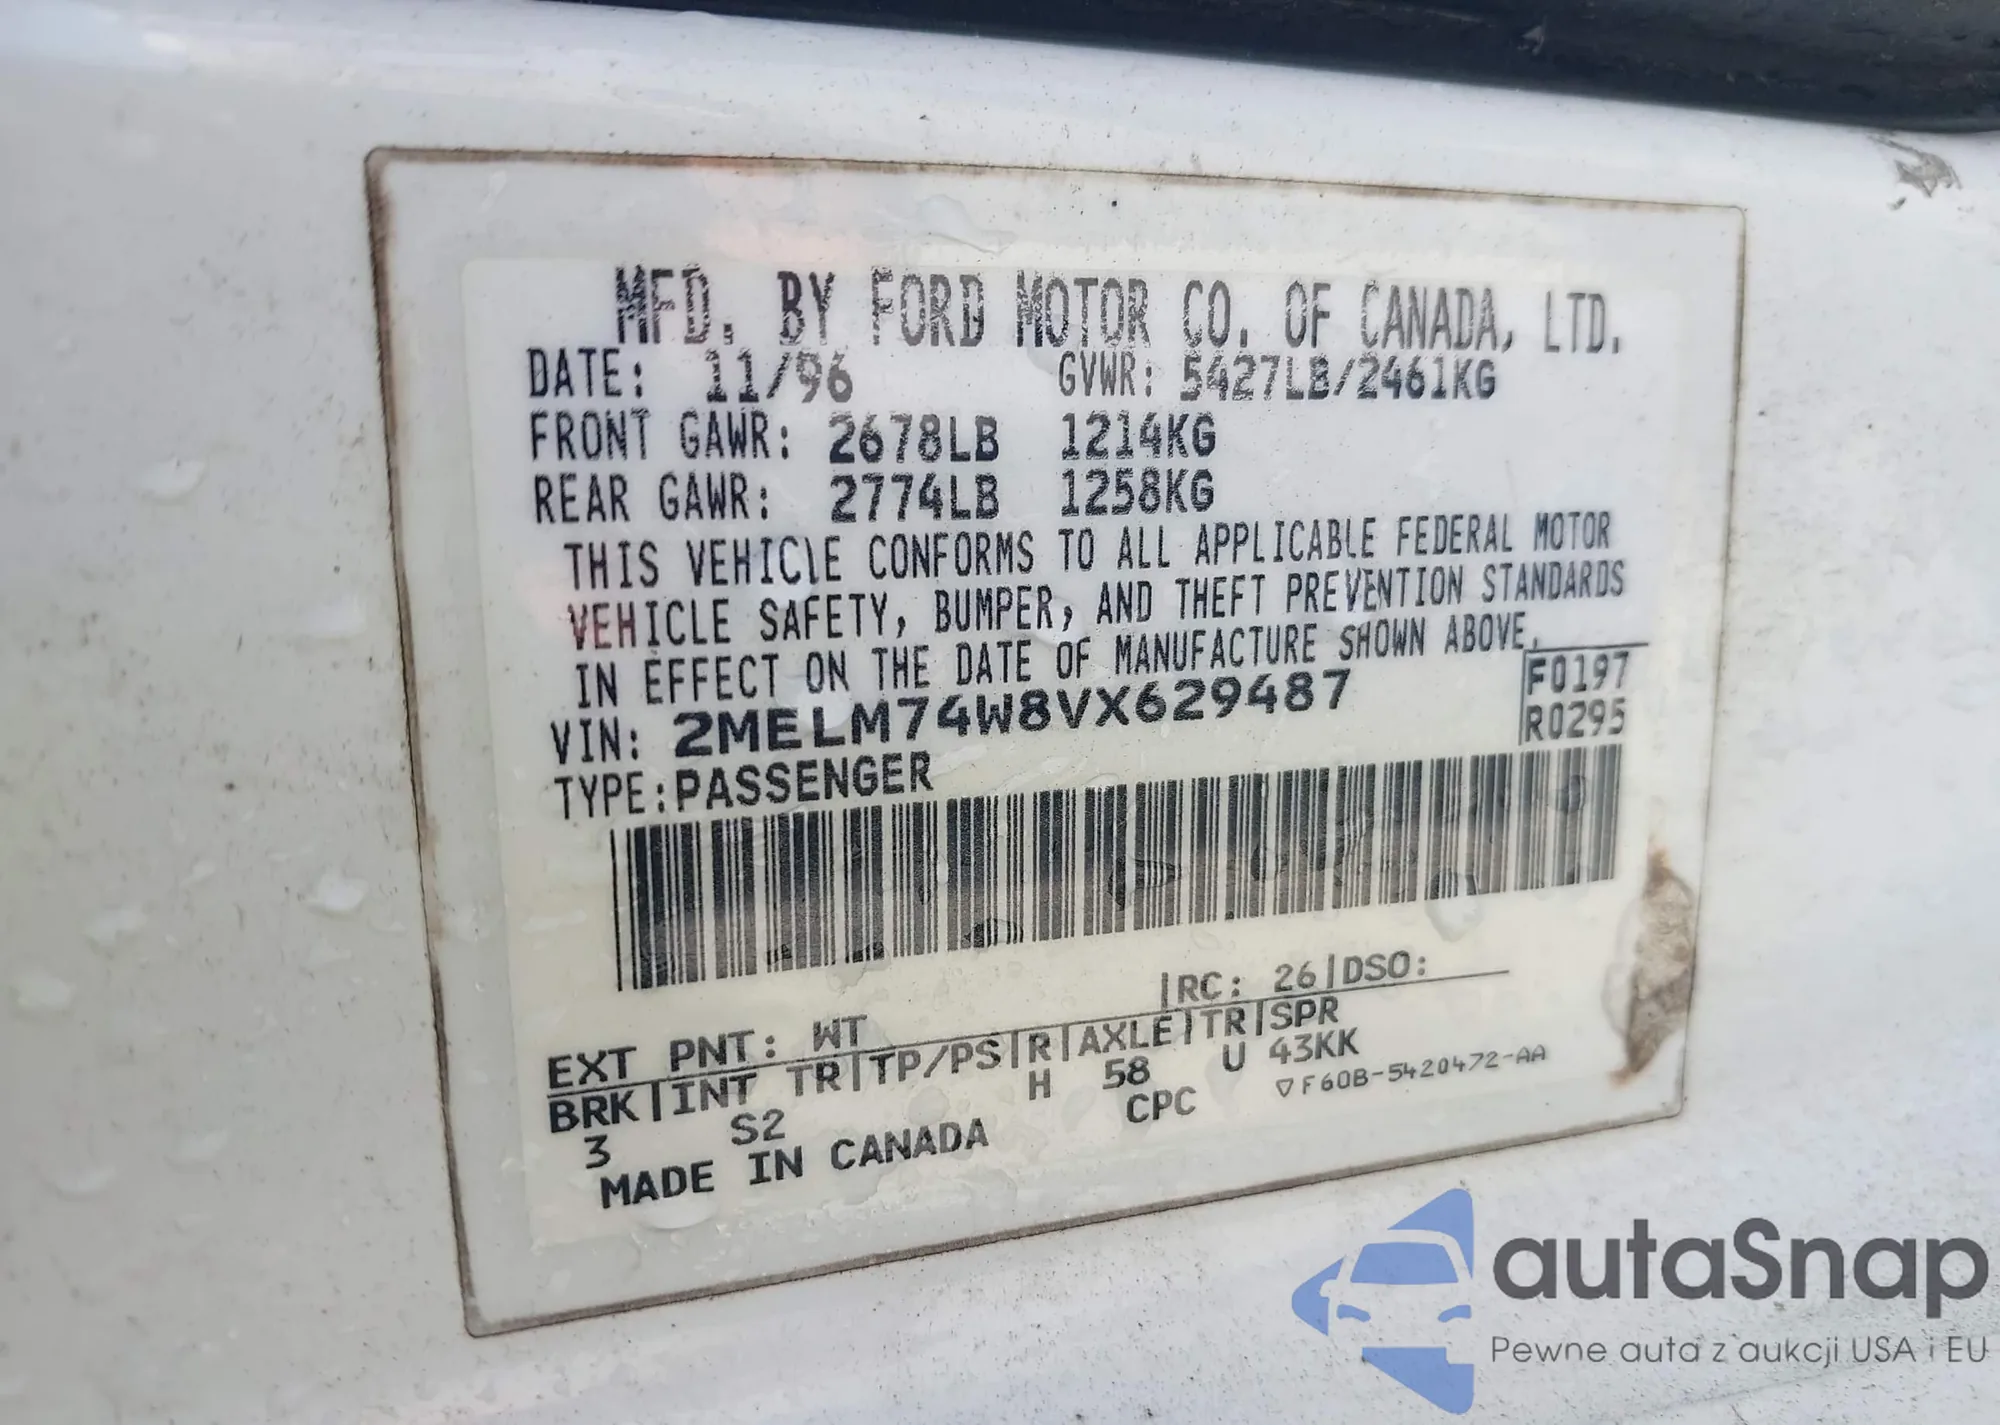 MFD. BY FORD MOTOR CO. OF CANADA, LTD.
DATE: 11/96 GVWR: 5427LB/2461KG
FRONT GAWR: 2678LB 1214KG
REAR GAWR: 2774LB 1258KG
THIS VEHICLE CONFORMS TO ALL APPLICABLE FEDERAL MOTOR
VEHICLE SAFETY, BUMPER, AND THEFT PREVENTION STANDARDS
IN EFFECT ON THE DATE OF MANUFACTURE SHOWN ABOVE.
VIN: 2MELM74W8VX629487 F0197
TYPE:PASSENGER R0295
EXT PNT: WT |RC: 26|DSO:
BRK|INT TR|TP/PS|R|AXLE|TR|SPR
3 S2 H 58 U 43KK
MADE IN CANADA CPC ▽F60B-5420472-AA
autaSnap
Pewne auta z aukcji USA i EU